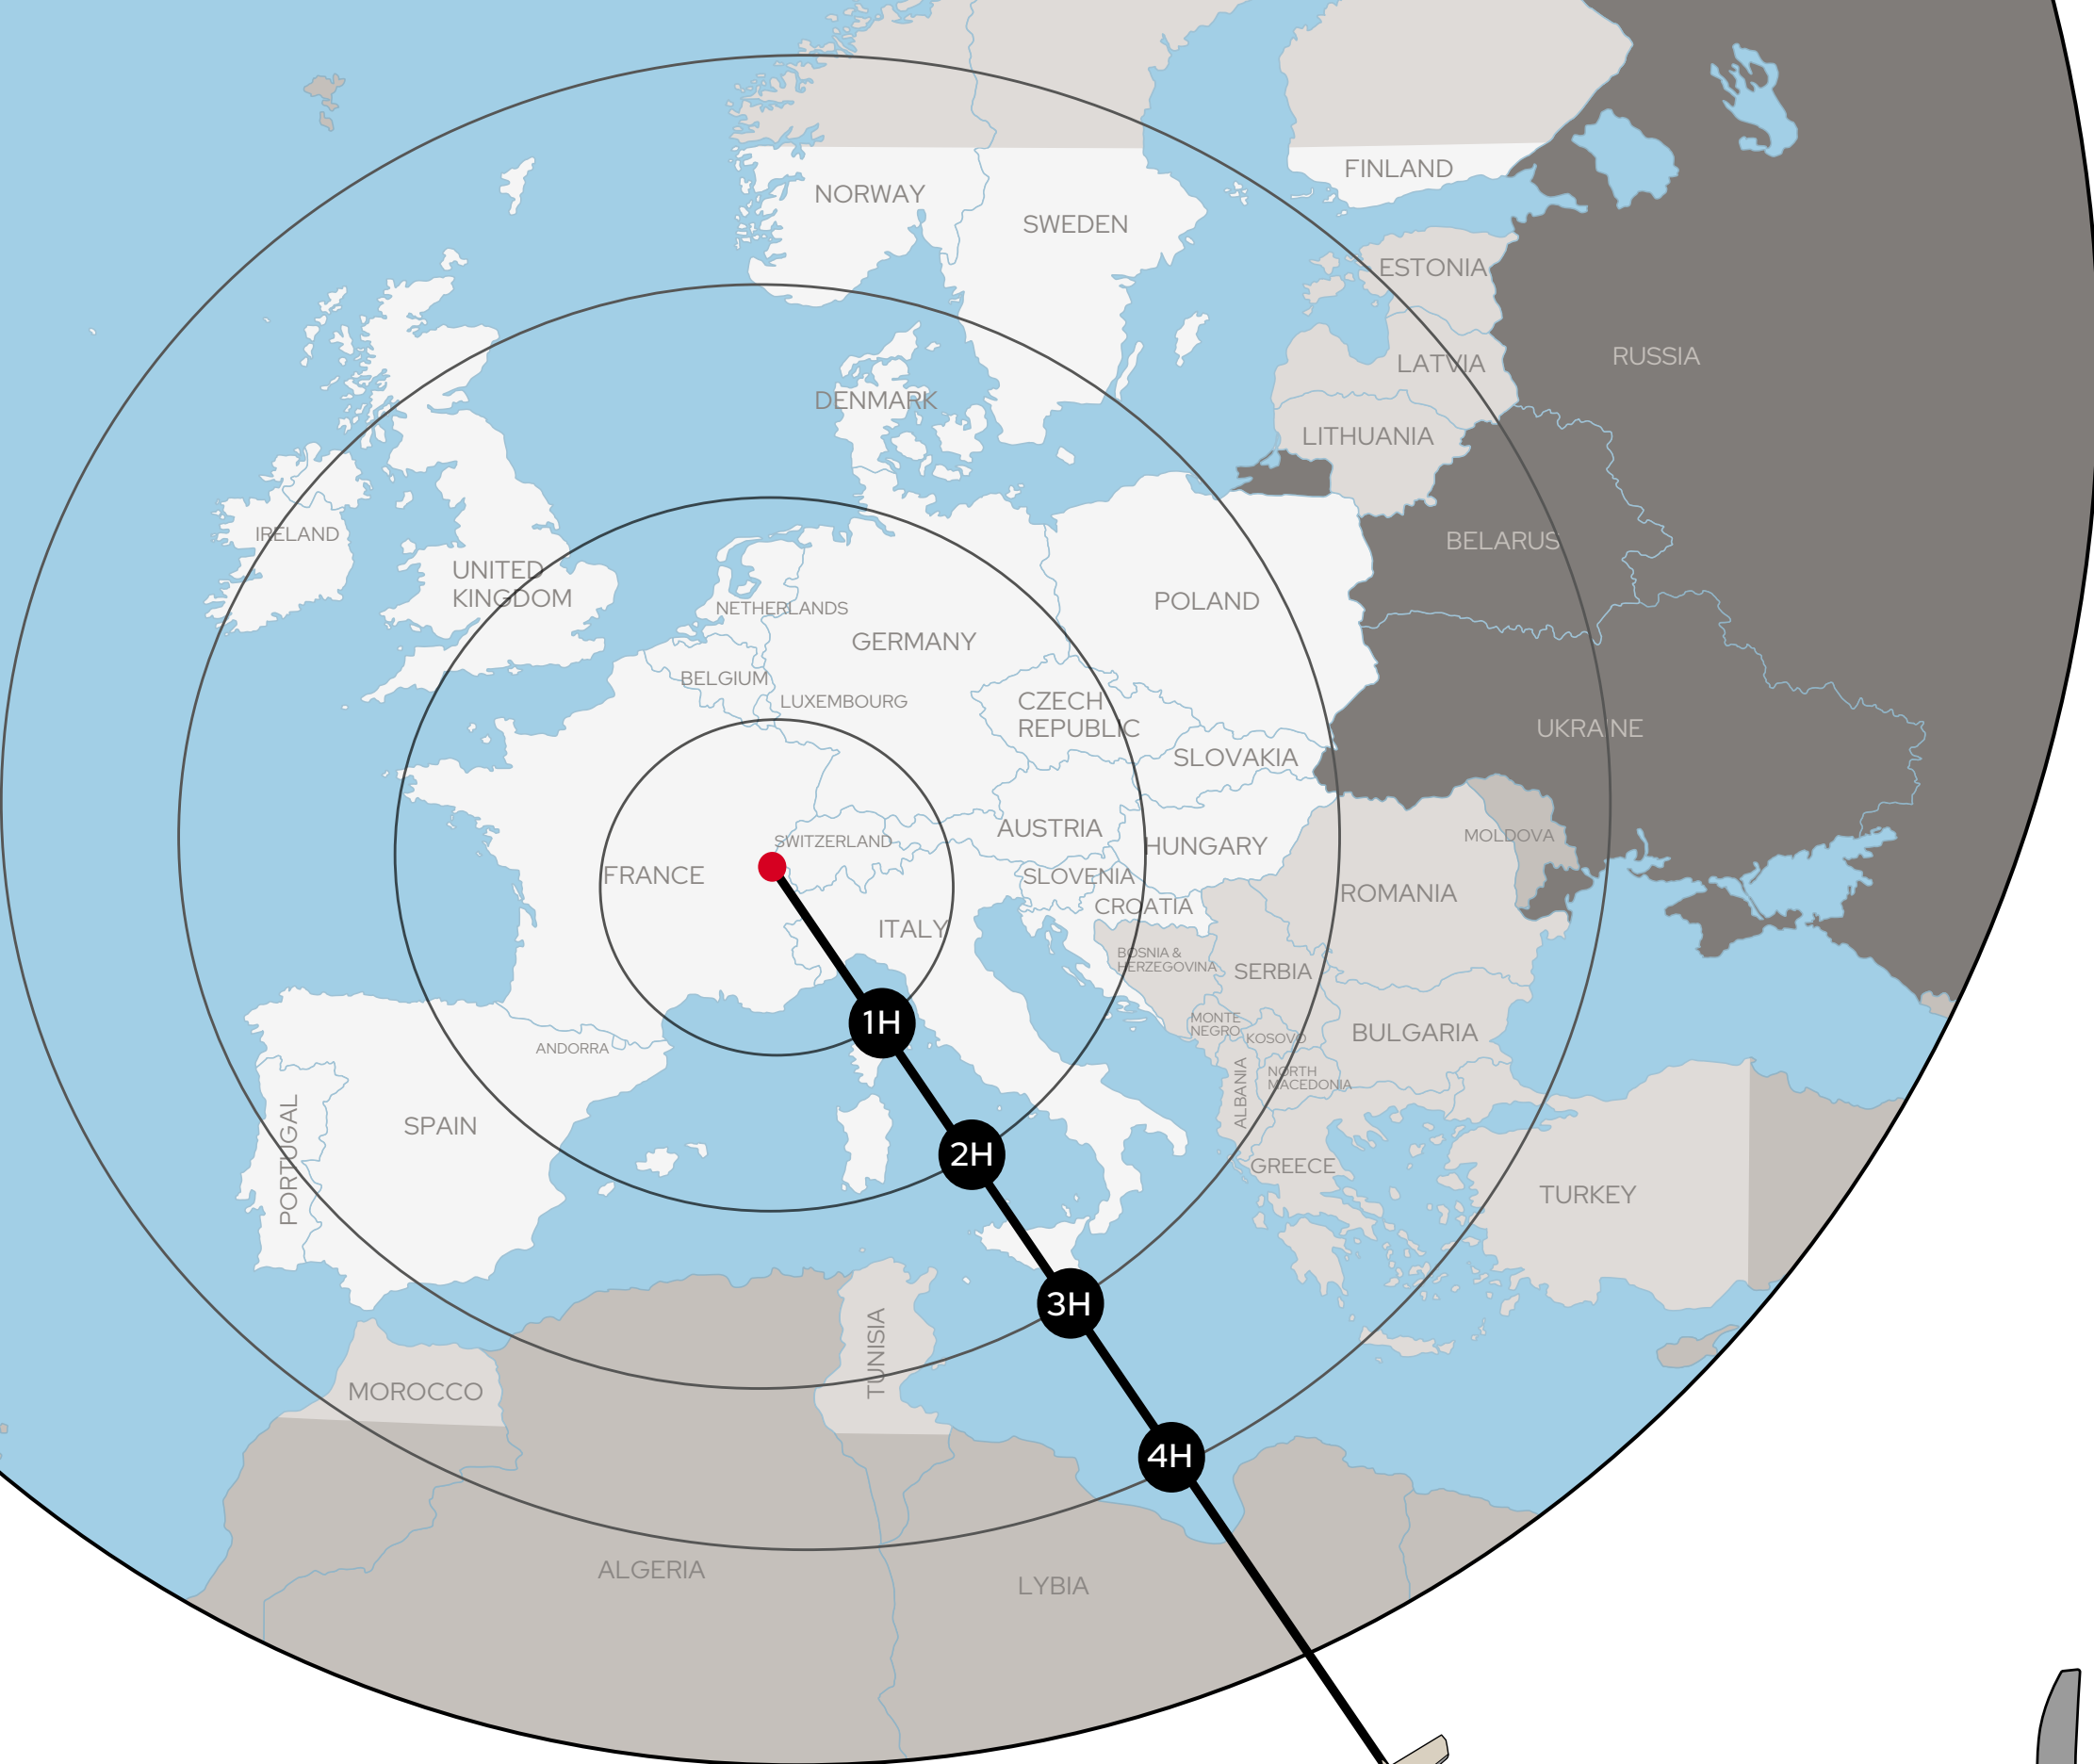 NORWAY
FINLAND
SWEDEN
ESTONIA
RUSSIA
LATVIA
DENMARK
LITHUANIA
IRELAND
BELARUS
UNITED
KINGDOM
NETHERLANDS
POLAND
GERMANY
BELGIUM
LUXEMBOURG
CZECH
REPUBLIC
UKRAINE
SLOVAKIA
SWITZERLAND
AUSTRIA
MOLDOVA
HUNGARY
FRANCE
SLOVENIA
ROMANIA
CROATIA
ITALY
BOSNIA &
HERZEGOVINA
SERBIA
MONTE
NEGRO
1H
KOSOVO
BULGARIA
ANDORRA
NORTH
MACEDONIA
ALBANIA
SPAIN
PORTUGAL
2H
GREECE
TURKEY
3H
TUNISIA
MOROCCO
4H
ALGERIA
LYBIA